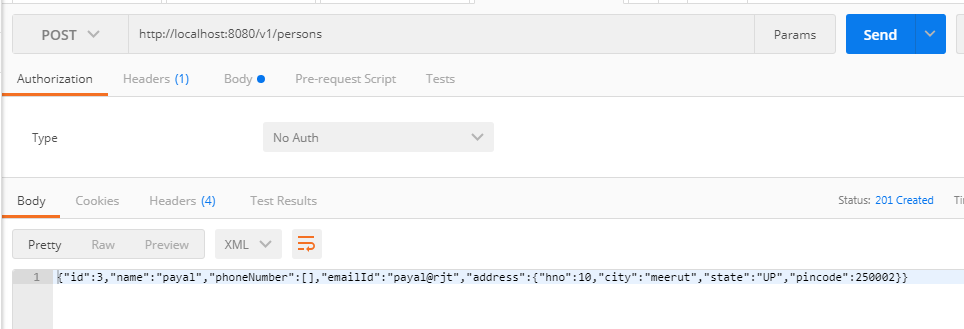 POST http://localhost:8080/v1/persons Params Send
Authorization Headers (1) Body Pre-request Script Tests
Type No Auth
Body Cookies Headers (4) Test Results Status: 201 Created
Pretty Raw Preview XML
1 {"id":3,"name":"payal","phoneNumber":[],"emailId":"payal@rjt","address":{"hno":10,"city":"meerut","state":"UP","pincode":250002}}